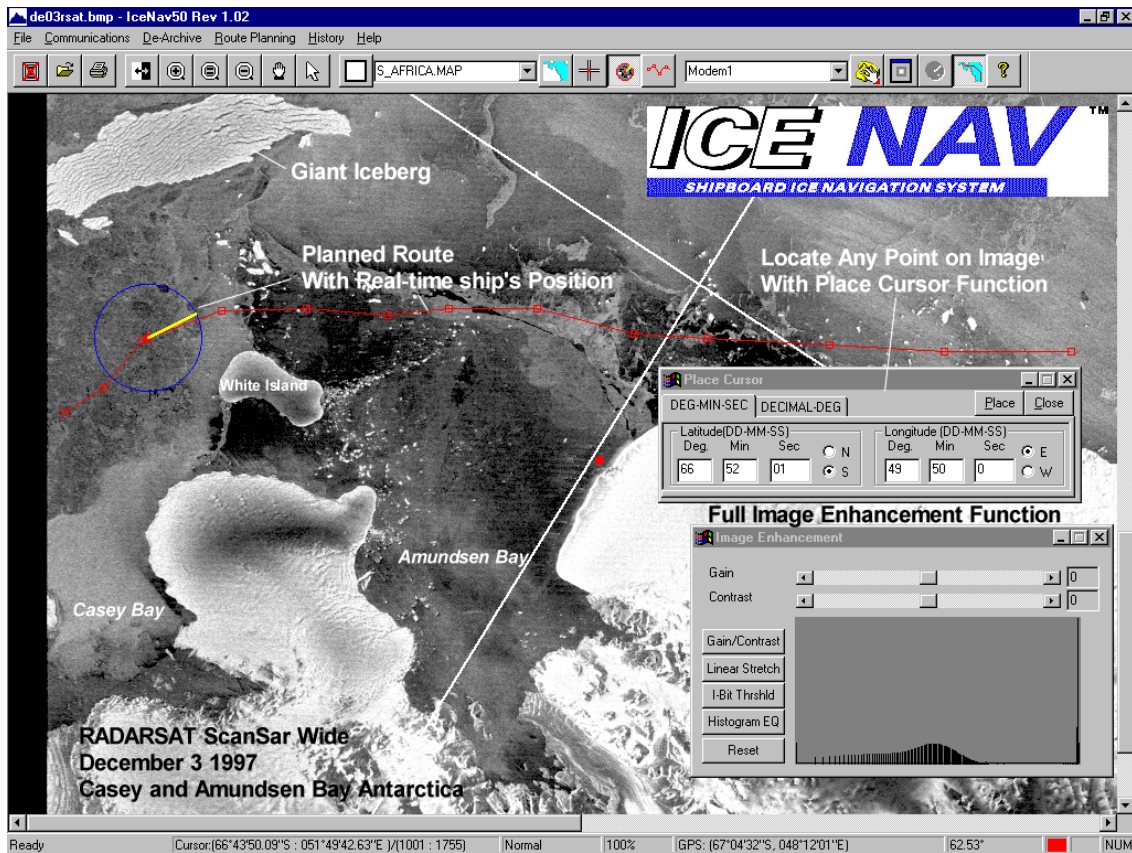 de03rsat.bmp - IceNav50 Rev 1.02
File Communications De-Archive Route Planning History Help
S_AFRICA.MAP Modem1
ICE NAV™
SHIPBOARD ICE NAVIGATION SYSTEM
Giant Iceberg
Planned Route
With Real-time ship's Position
Locate Any Point on Image
With Place Cursor Function
White Island
Place Cursor
DEG-MIN-SEC DECIMAL-DEG Place Close
Latitude(DD-MM-SS) Longitude (DD-MM-SS)
Deg. Min Sec N Deg. Min Sec E
66 52 01 S 49 50 0 W
Full Image Enhancement Function
Image Enhancement
Gain 0
Contrast 0
Gain/Contrast
Linear Stretch
I-Bit Thrshld
Histogram EQ
Reset
Amundsen Bay
Casey Bay
RADARSAT ScanSar Wide
December 3 1997
Casey and Amundsen Bay Antarctica
Ready Cursor:(66°43'50.09"S : 051°49'42.63"E )/(1001 : 1755) Normal 100% GPS: (67°04'32"S, 048°12'01"E) 62.53° NUM